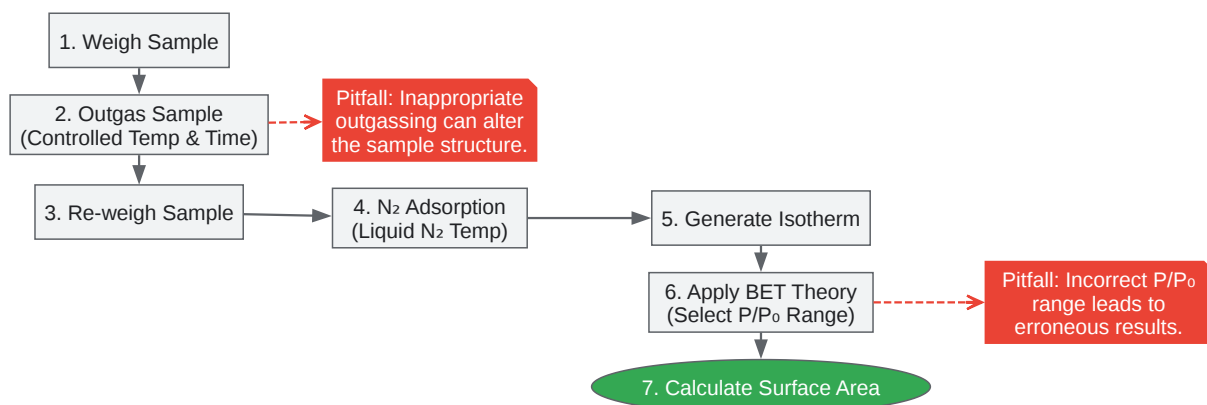 1. Weigh Sample
2. Outgas Sample
(Controlled Temp & Time)
Pitfall: Inappropriate
outgassing can alter
the sample structure.
3. Re-weigh Sample
4. N₂ Adsorption
(Liquid N₂ Temp)
5. Generate Isotherm
6. Apply BET Theory
(Select P/P₀ Range)
Pitfall: Incorrect P/P₀
range leads to
erroneous results.
7. Calculate Surface Area